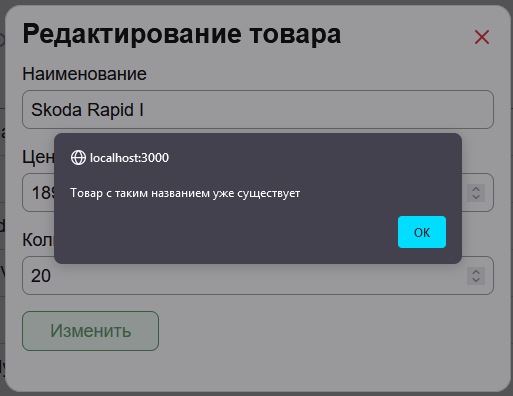 Редактирование товара
Наименование
Skoda Rapid I
localhost:3000
Товар с таким названием уже существует
OK
20
Изменить